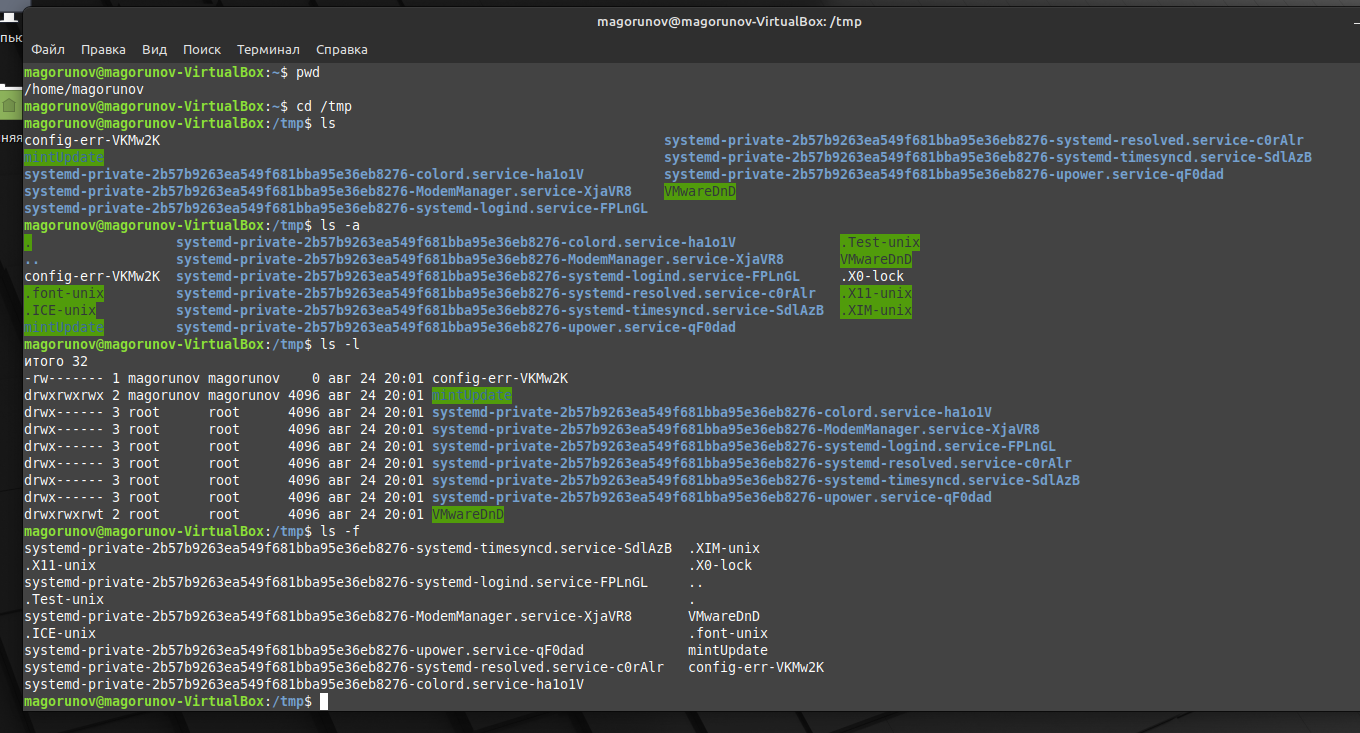 magorunov@magorunov-VirtualBox: /tmp
пьк
Файл Правка Вид Поиск Терминал Справка
magorunov@magorunov-VirtualBox:~$ pwd
/home/magorunov
magorunov@magorunov-VirtualBox:~$ cd /tmp
magorunov@magorunov-VirtualBox:/tmp$ ls
няя
config-err-VKMw2K systemd-private-2b57b9263ea549f681bba95e36eb8276-systemd-resolved.service-c0rAlr
mintUpdate systemd-private-2b57b9263ea549f681bba95e36eb8276-systemd-timesyncd.service-SdlAzB
systemd-private-2b57b9263ea549f681bba95e36eb8276-colord.service-ha1o1V systemd-private-2b57b9263ea549f681bba95e36eb8276-upower.service-qF0dad
systemd-private-2b57b9263ea549f681bba95e36eb8276-ModemManager.service-XjaVR8 VMwareDnD
systemd-private-2b57b9263ea549f681bba95e36eb8276-systemd-logind.service-FPLnGL
magorunov@magorunov-VirtualBox:/tmp$ ls -a
. systemd-private-2b57b9263ea549f681bba95e36eb8276-colord.service-ha1o1V .Test-unix
.. systemd-private-2b57b9263ea549f681bba95e36eb8276-ModemManager.service-XjaVR8 VMwareDnD
config-err-VKMw2K systemd-private-2b57b9263ea549f681bba95e36eb8276-systemd-logind.service-FPLnGL .X0-lock
.font-unix systemd-private-2b57b9263ea549f681bba95e36eb8276-systemd-resolved.service-c0rAlr .X11-unix
.ICE-unix systemd-private-2b57b9263ea549f681bba95e36eb8276-systemd-timesyncd.service-SdlAzB .XIM-unix
mintUpdate systemd-private-2b57b9263ea549f681bba95e36eb8276-upower.service-qF0dad
magorunov@magorunov-VirtualBox:/tmp$ ls -l
итого 32
-rw------- 1 magorunov magorunov 0 авг 24 20:01 config-err-VKMw2K
drwxrwxrwx 2 magorunov magorunov 4096 авг 24 20:01 mintUpdate
drwx------ 3 root root 4096 авг 24 20:01 systemd-private-2b57b9263ea549f681bba95e36eb8276-colord.service-ha1o1V
drwx------ 3 root root 4096 авг 24 20:01 systemd-private-2b57b9263ea549f681bba95e36eb8276-ModemManager.service-XjaVR8
drwx------ 3 root root 4096 авг 24 20:01 systemd-private-2b57b9263ea549f681bba95e36eb8276-systemd-logind.service-FPLnGL
drwx------ 3 root root 4096 авг 24 20:01 systemd-private-2b57b9263ea549f681bba95e36eb8276-systemd-resolved.service-c0rAlr
drwx------ 3 root root 4096 авг 24 20:01 systemd-private-2b57b9263ea549f681bba95e36eb8276-systemd-timesyncd.service-SdlAzB
drwx------ 3 root root 4096 авг 24 20:01 systemd-private-2b57b9263ea549f681bba95e36eb8276-upower.service-qF0dad
drwxrwxrwt 2 root root 4096 авг 24 20:01 VMwareDnD
magorunov@magorunov-VirtualBox:/tmp$ ls -f
systemd-private-2b57b9263ea549f681bba95e36eb8276-systemd-timesyncd.service-SdlAzB .XIM-unix
.X11-unix .X0-lock
systemd-private-2b57b9263ea549f681bba95e36eb8276-systemd-logind.service-FPLnGL ..
.Test-unix .
systemd-private-2b57b9263ea549f681bba95e36eb8276-ModemManager.service-XjaVR8 VMwareDnD
.ICE-unix .font-unix
systemd-private-2b57b9263ea549f681bba95e36eb8276-upower.service-qF0dad mintUpdate
systemd-private-2b57b9263ea549f681bba95e36eb8276-systemd-resolved.service-c0rAlr config-err-VKMw2K
systemd-private-2b57b9263ea549f681bba95e36eb8276-colord.service-ha1o1V
magorunov@magorunov-VirtualBox:/tmp$